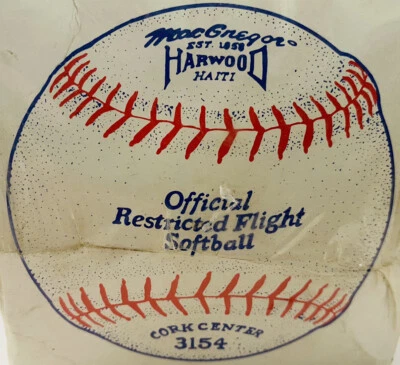 MacGregor
EST. 1858
HARWOOD
HAITI
Official
Restricted Flight
Softball
CORK CENTER
3154